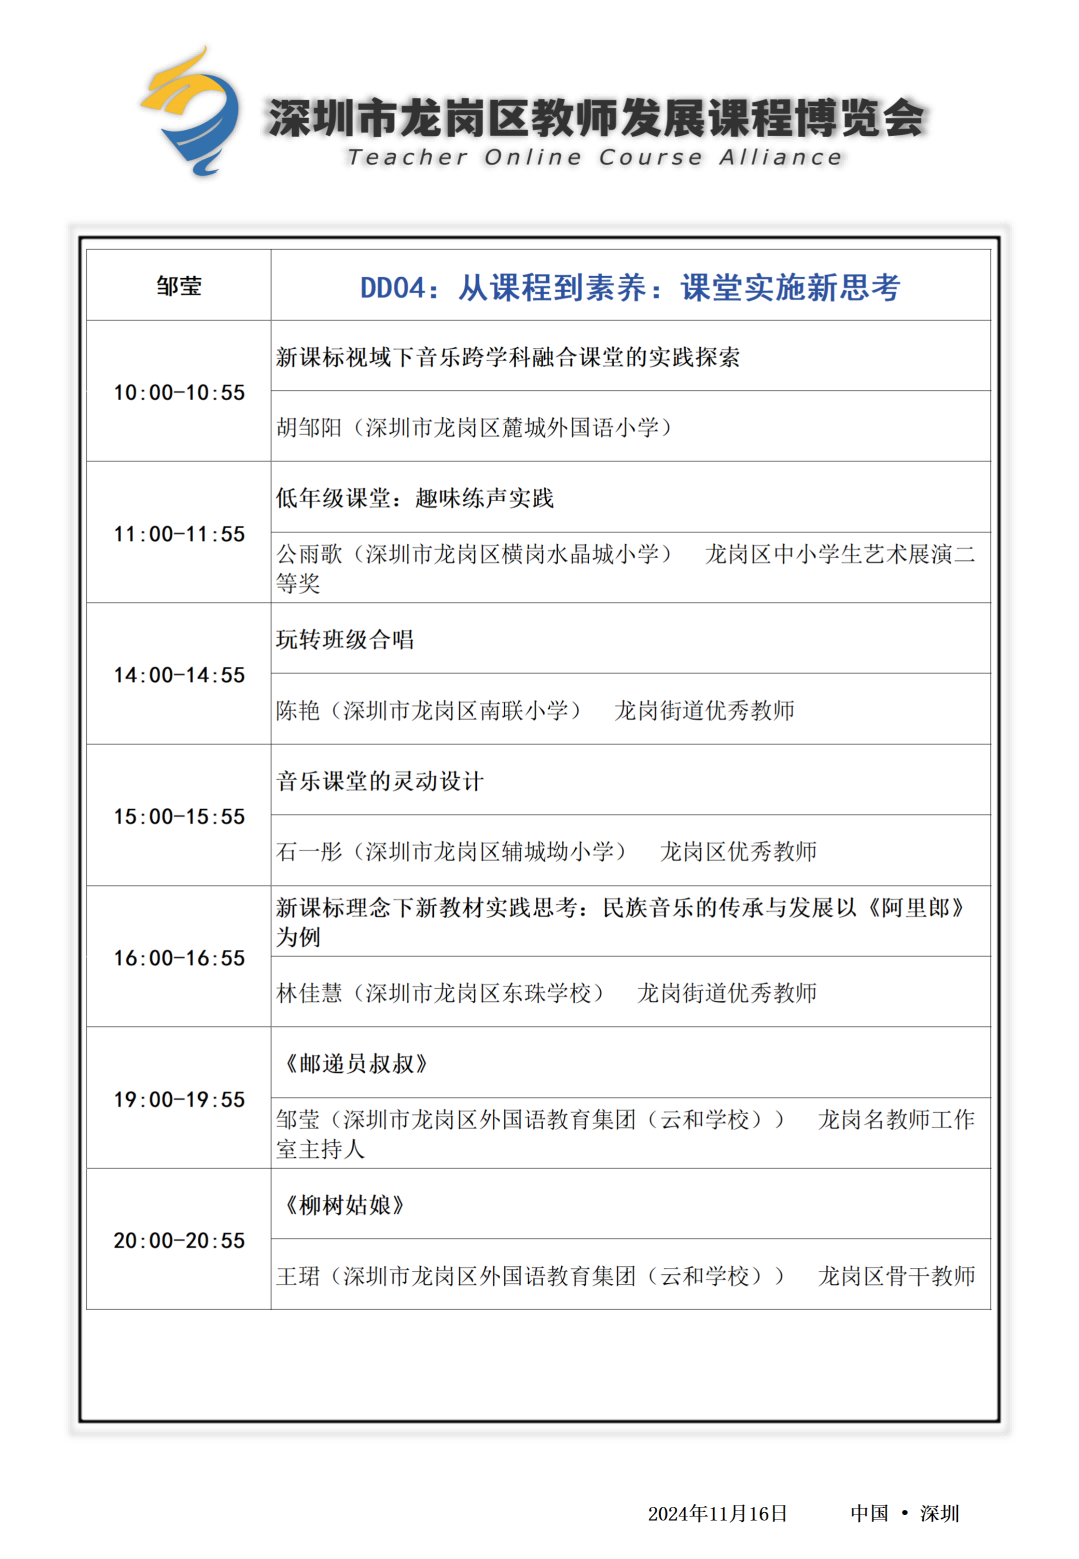 深圳市龙岗区教师发展课程博览会
Teacher Online Course Alliance
邹莹
DD04：从课程到素养：课堂实施新思考
10:00-10:55
新课标视域下音乐跨学科融合课堂的实践探索
胡邹阳（深圳市龙岗区麓城外国语小学）
11:00-11:55
低年级课堂：趣味练声实践
公雨歌（深圳市龙岗区横岗水晶城小学） 龙岗区中小学生艺术展演二
等奖
14:00-14:55
玩转班级合唱
陈艳（深圳市龙岗区南联小学） 龙岗街道优秀教师
15:00-15:55
音乐课堂的灵动设计
石一彤（深圳市龙岗区辅城坳小学） 龙岗区优秀教师
16:00-16:55
新课标理念下新教材实践思考：民族音乐的传承与发展以《阿里郎》
为例
林佳慧（深圳市龙岗区东珠学校） 龙岗街道优秀教师
19:00-19:55
《邮递员叔叔》
邹莹（深圳市龙岗区外国语教育集团（云和学校）） 龙岗名教师工作
室主持人
20:00-20:55
《柳树姑娘》
王珺（深圳市龙岗区外国语教育集团（云和学校）） 龙岗区骨干教师
2024年11月16日 中国 • 深圳